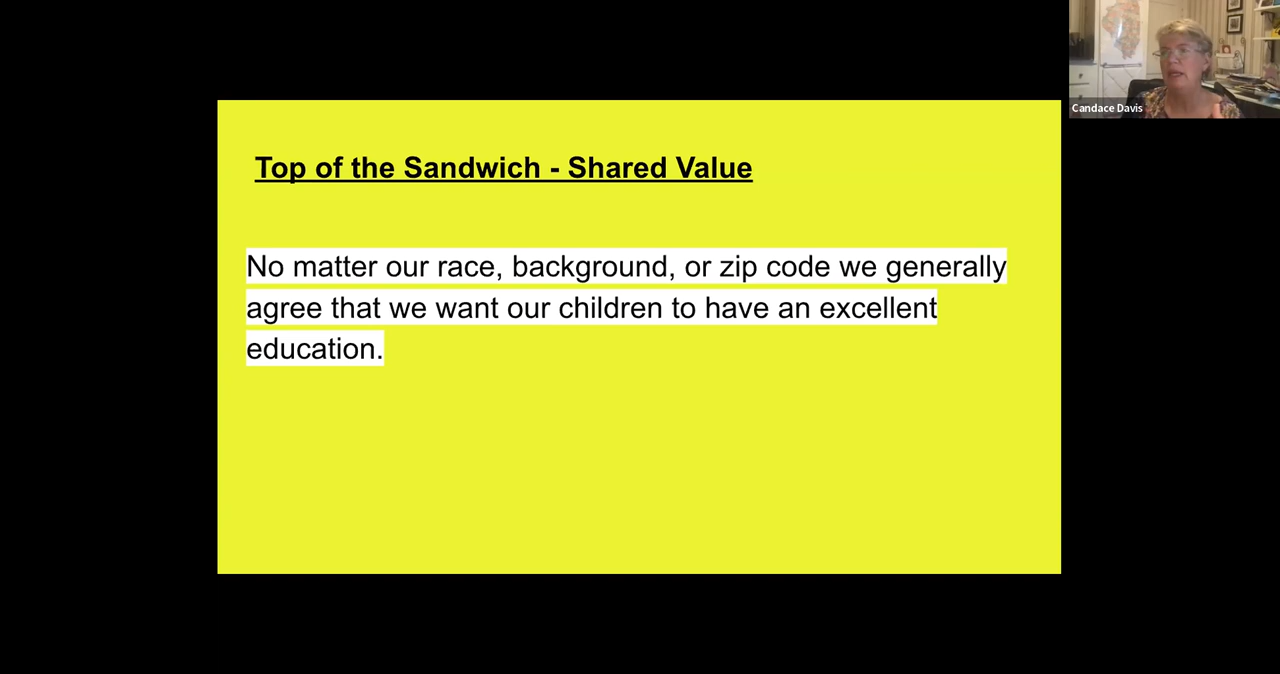 Candace Davis
Top of the Sandwich - Shared Value
No matter our race, background, or zip code we generally
agree that we want our children to have an excellent
education.